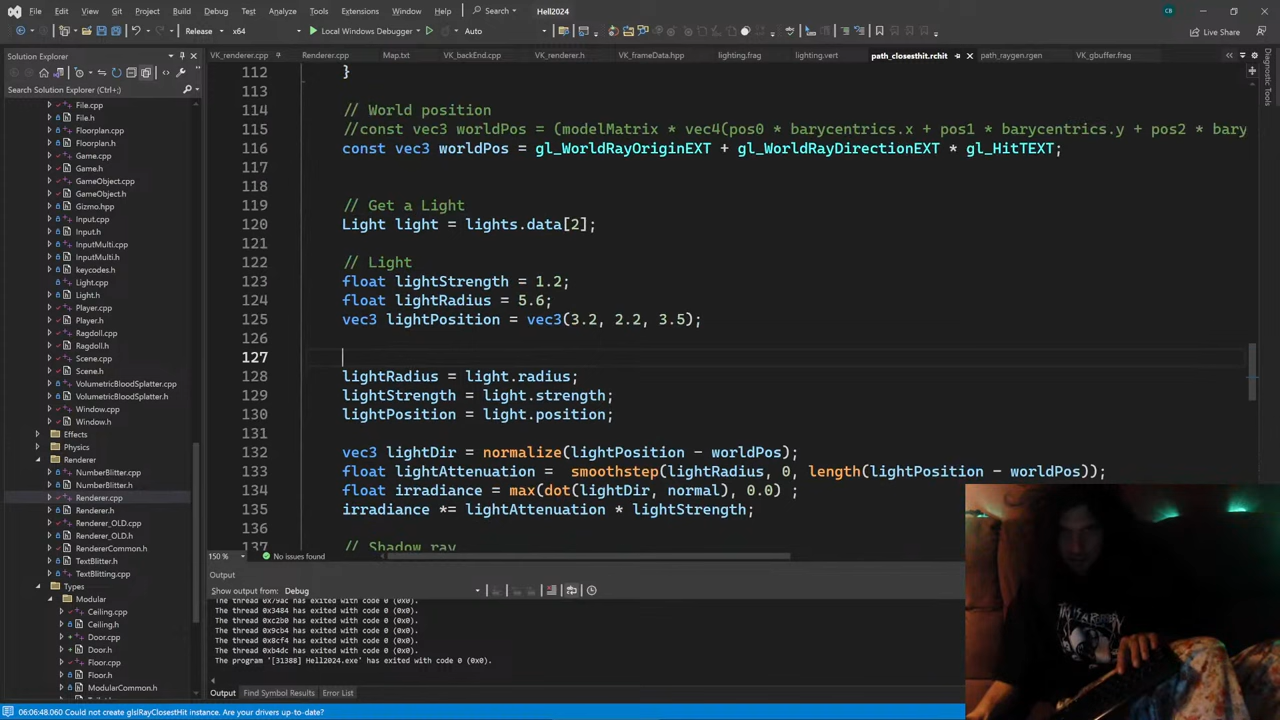 File Edit View Git Project Build Debug Test Analyze Tools Extensions Window Help Search Hell2024 CB
Release x64 Local Windows Debugger Auto Live Share
Solution Explorer
Search Solution Explorer (Ctrl+;)
File.cpp
File.h
Floorplan.cpp
Floorplan.h
Game.cpp
Game.h
GameObject.cpp
GameObject.h
Gizmo.hpp
Input.cpp
Input.h
InputMulti.cpp
InputMulti.h
keycodes.h
Light.cpp
Light.h
Player.cpp
Player.h
Ragdoll.cpp
Ragdoll.h
Scene.cpp
Scene.h
VolumetricBloodSplatter.cpp
VolumetricBloodSplatter.h
Window.cpp
Window.h
Effects
Physics
Renderer
NumberBlitter.cpp
NumberBlitter.h
Renderer.cpp
Renderer.h
Renderer_OLD.cpp
Renderer_OLD.h
RendererCommon.h
TextBlitter.h
TextBlitting.cpp
Types
Modular
Ceiling.cpp
Ceiling.h
Door.cpp
Door.h
Floor.cpp
Floor.h
ModularCommon.h
VK_renderer.cpp Renderer.cpp Map.txt VK_backEnd.cpp VK_renderer.h VK_frameData.hpp lighting.frag lighting.vert path_closesthit.rchit path_raygen.rgen VK_gbuffer.frag
112 }
113
114 // World position
115 //const vec3 worldPos = (modelMatrix * vec4(pos0 * barycentrics.x + pos1 * barycentrics.y + pos2 * bary
116 const vec3 worldPos = gl_WorldRayOriginEXT + gl_WorldRayDirectionEXT * gl_HitTEXT;
117
118
119 // Get a Light
120 Light light = lights.data[2];
121
122 // Light
123 float lightStrength = 1.2;
124 float lightRadius = 5.6;
125 vec3 lightPosition = vec3(3.2, 2.2, 3.5);
126
127
128 lightRadius = light.radius;
129 lightStrength = light.strength;
130 lightPosition = light.position;
131
132 vec3 lightDir = normalize(lightPosition - worldPos);
133 float lightAttenuation =  smoothstep(lightRadius, 0, length(lightPosition - worldPos));
134 float irradiance = max(dot(lightDir, normal), 0.0) ;
135 irradiance *= lightAttenuation * lightStrength;
136
137 // Shadow ray
150 % No issues found
Output
Show output from: Debug
The thread 0x79ac has exited with code 0 (0x0).
The thread 0x3484 has exited with code 0 (0x0).
The thread 0xc2b0 has exited with code 0 (0x0).
The thread 0x9cb4 has exited with code 0 (0x0).
The thread 0x8cf4 has exited with code 0 (0x0).
The thread 0xb4dc has exited with code 0 (0x0).
The program '[31388] Hell2024.exe' has exited with code 0 (0x0).
Output Find Symbol Results Error List
06:06:48.060 Could not create glslRayClosestHit instance. Are your drivers up-to-date?
Diagnostic Tools